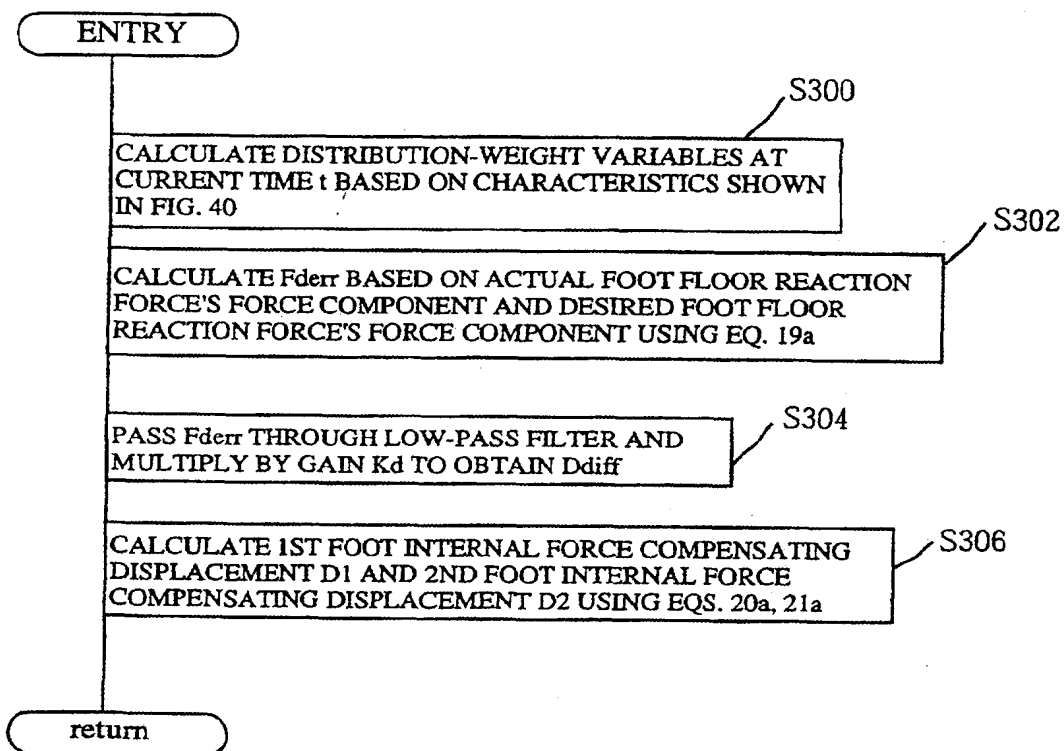 ENTRY
S300
CALCULATE DISTRIBUTION-WEIGHT VARIABLES AT
CURRENT TIME t BASED ON CHARACTERISTICS SHOWN
IN FIG. 40
S302
CALCULATE Fderr BASED ON ACTUAL FOOT FLOOR REACTION
FORCE'S FORCE COMPONENT AND DESIRED FOOT FLOOR
REACTION FORCE'S FORCE COMPONENT USING EQ. 19a
S304
PASS Fderr THROUGH LOW-PASS FILTER AND
MULTIPLY BY GAIN Kd TO OBTAIN Ddiff
S306
CALCULATE 1ST FOOT INTERNAL FORCE COMPENSATING
DISPLACEMENT D1 AND 2ND FOOT INTERNAL FORCE
COMPENSATING DISPLACEMENT D2 USING EQS. 20a, 21a
return